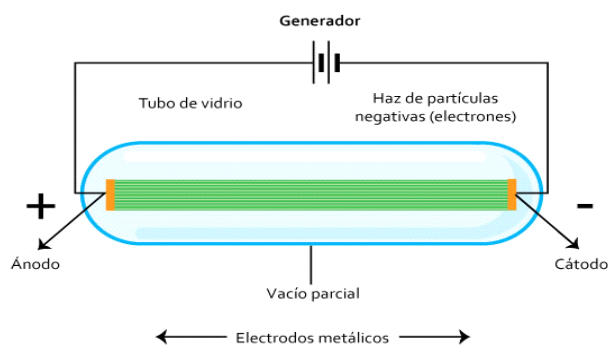 Generador
Tubo de vidrio
Haz de partículas
negativas (electrones)
+
-
Ánodo
Cátodo
Vacío parcial
Electrodos metálicos